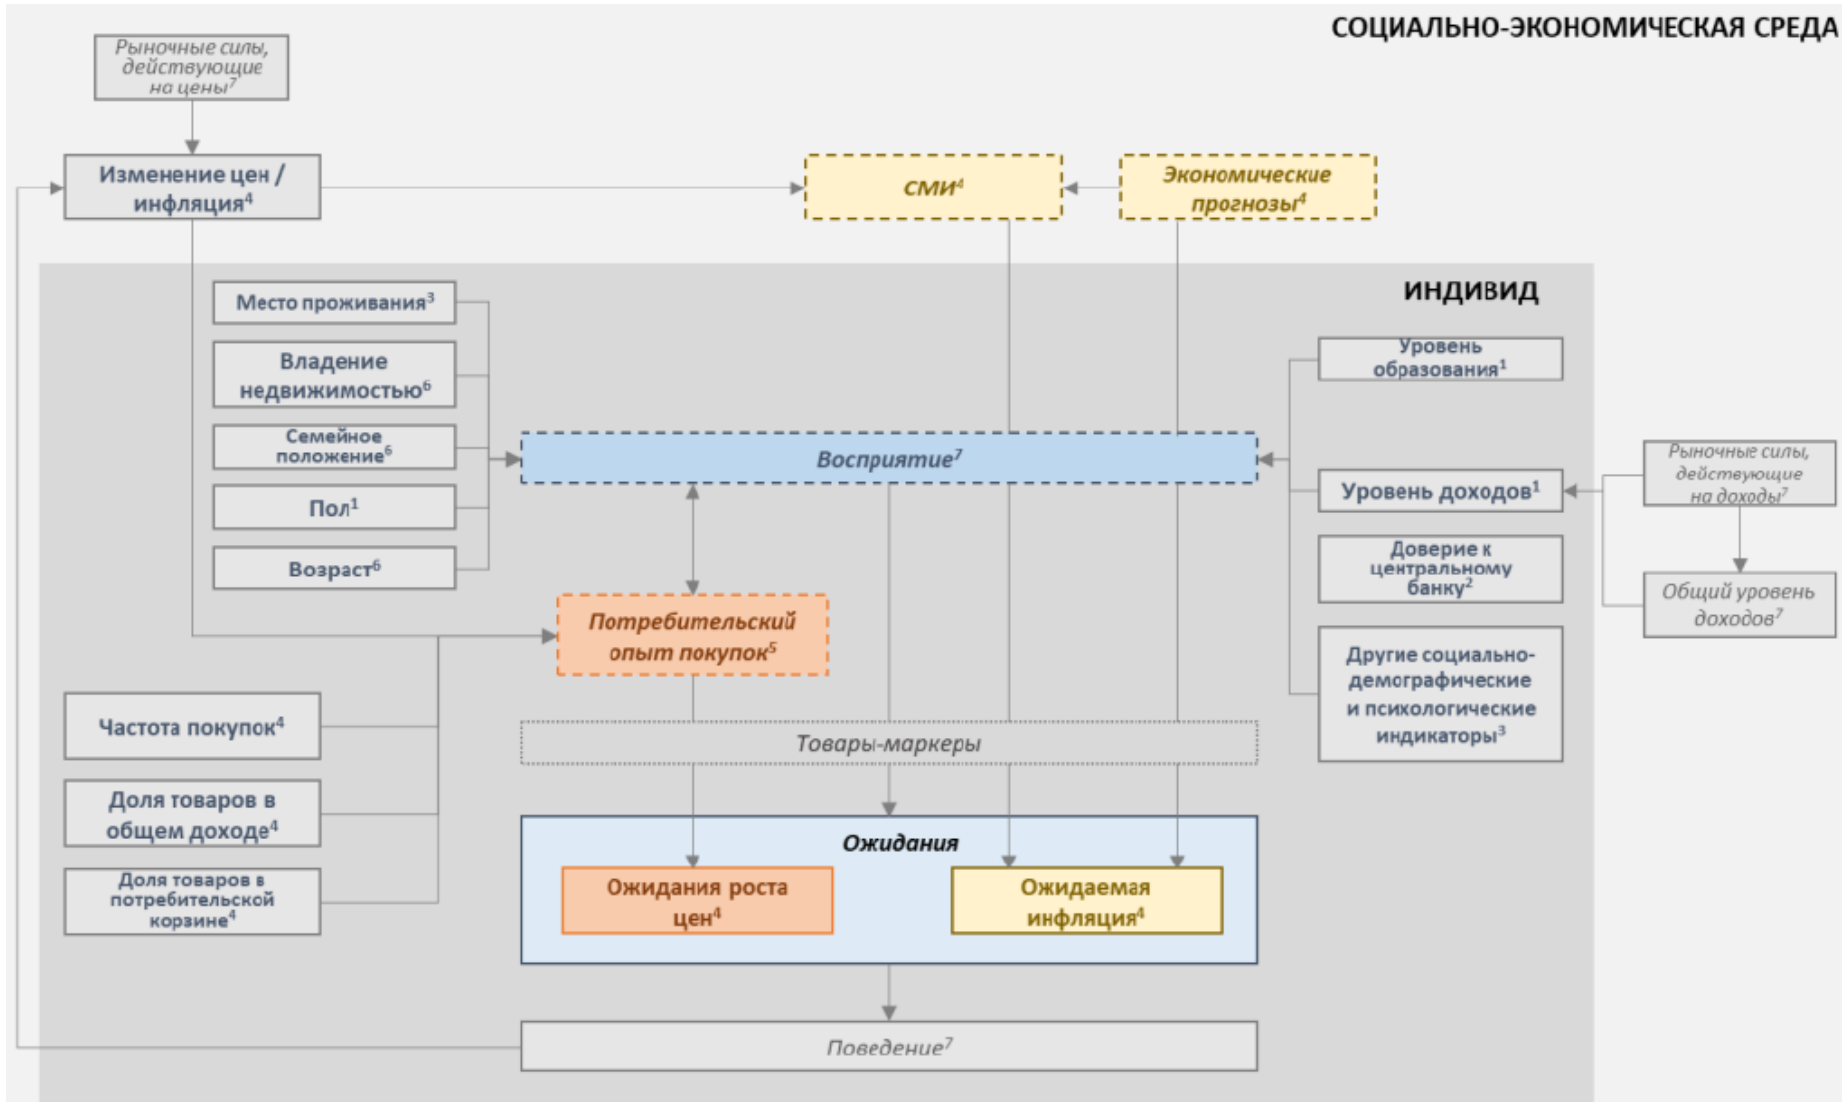 СОЦИАЛЬНО-ЭКОНОМИЧЕСКАЯ СРЕДА
Рыночные силы,
действующие
на цены⁷
Изменение цен /
инфляция⁴
СМИ⁴
Экономические
прогнозы⁴
ИНДИВИД
Место проживания³
Владение
недвижимостью⁶
Семейное
положение⁶
Пол¹
Возраст⁶
Восприятие⁷
Уровень
образования¹
Уровень доходов¹
Доверие к
центральному
банку²
Другие социально-
демографические
и психологические
индикаторы³
Рыночные силы,
действующие
на доходы⁷
Общий уровень
доходов⁷
Потребительский
опыт покупок⁵
Частота покупок⁴
Доля товаров в
общем доходе⁴
Доля товаров в
потребительской
корзине⁴
Товары-маркеры
Ожидания
Ожидания роста
цен⁴
Ожидаемая
инфляция⁴
Поведение⁷